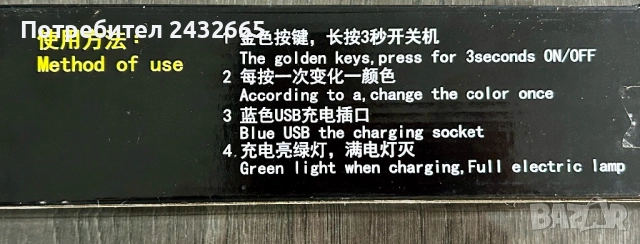 Потребител 2432665
使用方法:
Method of use
1 金色按键，长按3秒开关机
The golden keys,press for 3seconds ON/OFF
2 每按一次变化一颜色
According to a,change the color once
3 蓝色USB充电插口
Blue USB the charging socket
4.充电亮绿灯，满电灯灭
Green light when charging,Full electric lamp
BAZAR.BG